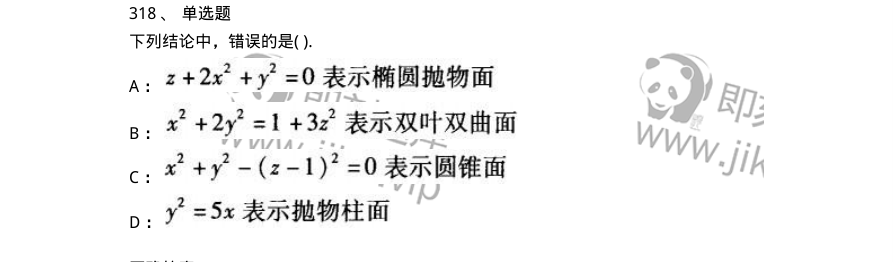 318 、 单选题
下列结论中，错误的是( ).
A： z + 2x² + y² = 0 表示椭圆抛物面
B： x² + 2y² = 1 + 3z² 表示双叶双曲面
C： x² + y² - ( z - 1 )² = 0 表示圆锥面
D： y² = 5x 表示抛物柱面
www.jik